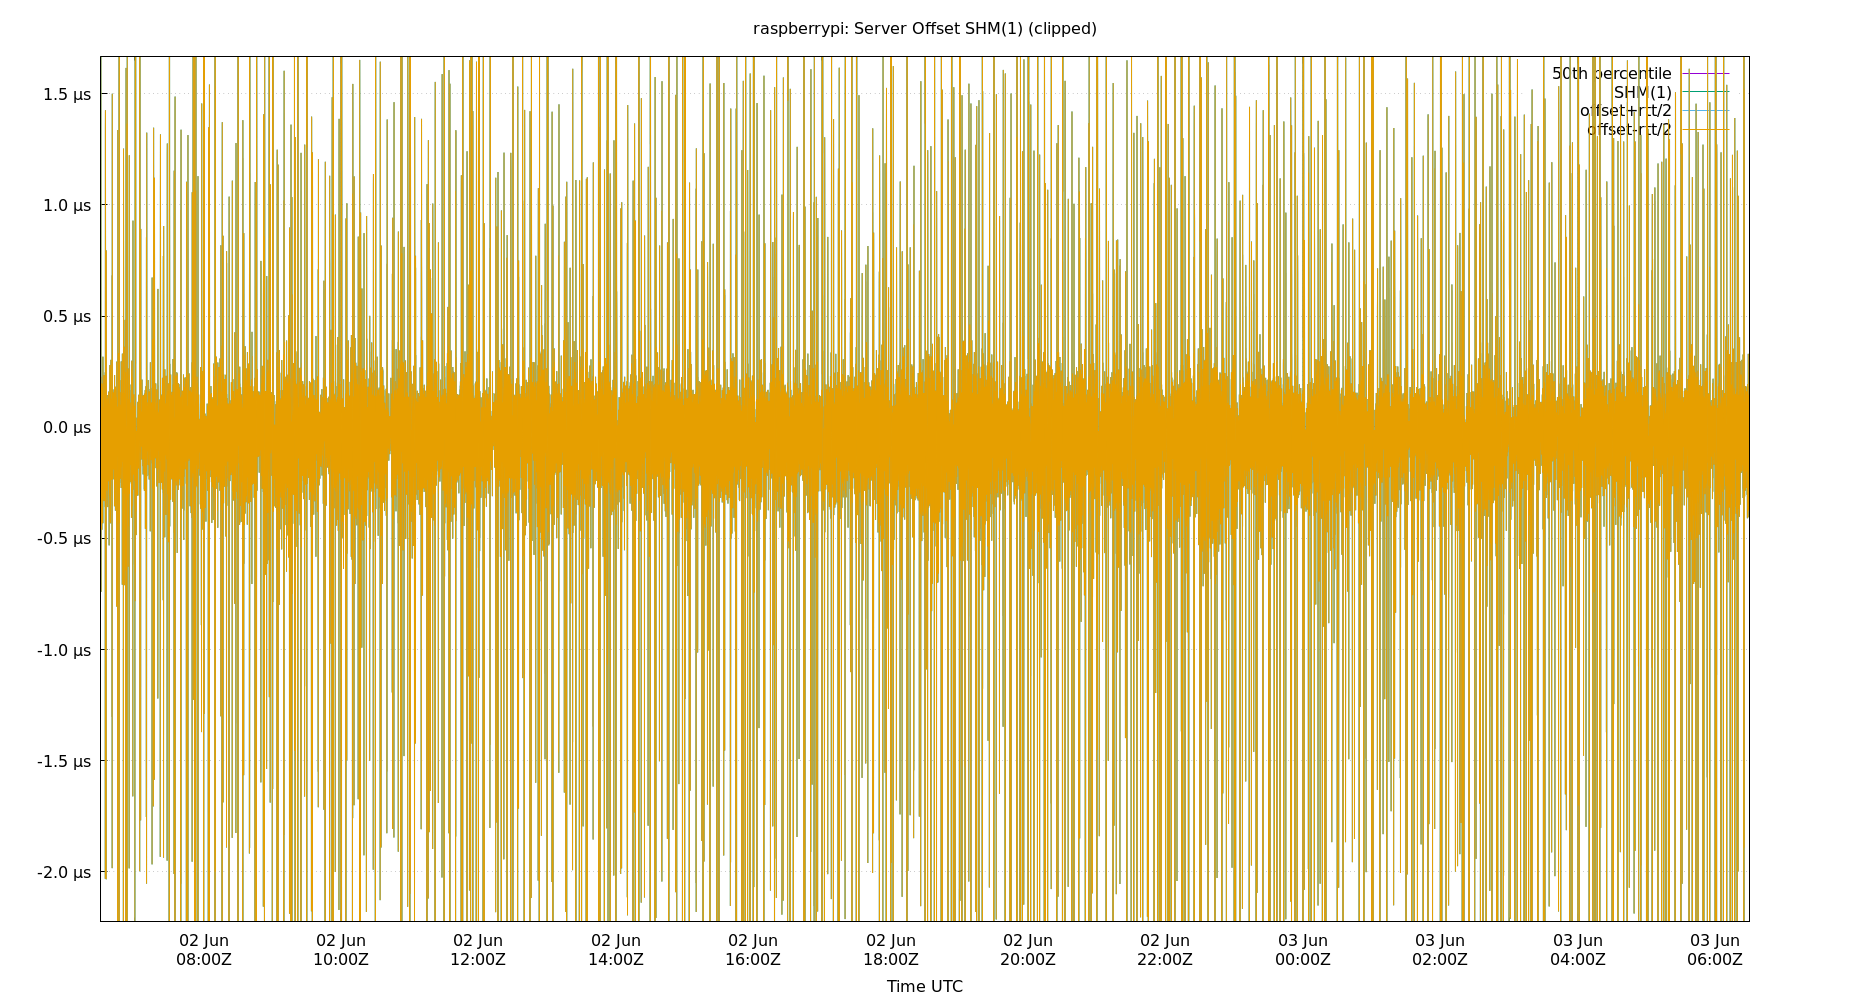 raspberrypi: Server Offset SHM(1) (clipped)
50th percentile
SHM(1)
offset+rtt/2
offset-rtt/2
1.5 μs
1.0 μs
0.5 μs
0.0 μs
-0.5 μs
-1.0 μs
-1.5 μs
-2.0 μs
02 Jun 02 Jun 02 Jun 02 Jun 02 Jun 02 Jun 02 Jun 02 Jun 03 Jun 03 Jun 03 Jun 03 Jun
08:00Z 10:00Z 12:00Z 14:00Z 16:00Z 18:00Z 20:00Z 22:00Z 00:00Z 02:00Z 04:00Z 06:00Z
Time UTC